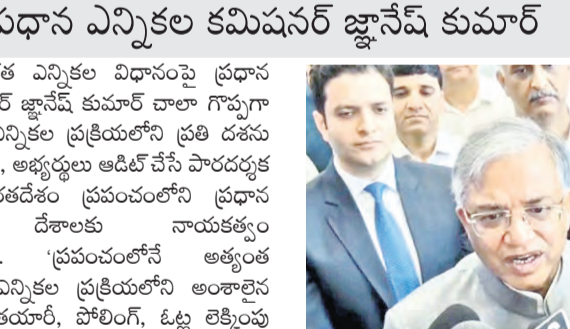 ప్రధాన ఎన్నికల కమిషనర్ జ్ఞానేష్ కుమార్
ఎన్నికల విధానంపై ప్రధాన
జ్ఞానేష్ కుమార్ చాలా గొప్పగా
ఎన్నికల ప్రక్రియలోని ప్రతి దశను
, అభ్యర్థులు ఆడిట్ చేసే పారదర్శక
ప్రపంచంలోని ప్రధాన
దేశాలకు నాయకత్వం
. ‘ప్రపంచంలోనే అత్యంత
ఎన్నికల ప్రక్రియలోని అంశాలైన
తయారీ, పోలింగ్, ఓట్ల లెక్కింపు